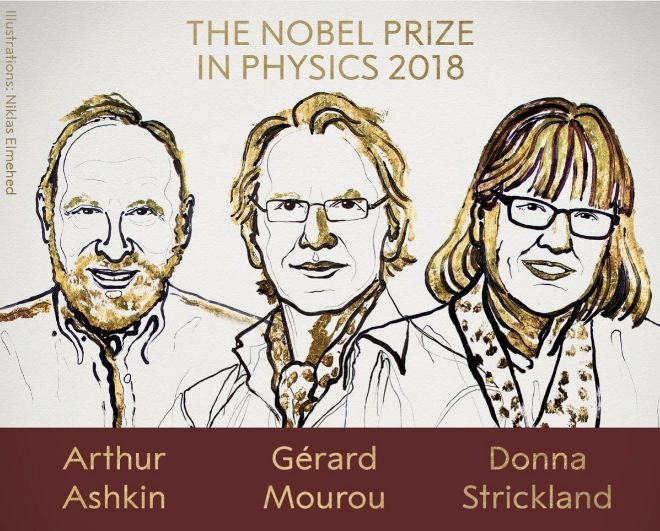 Illustrations: Niklas Elmehed
THE NOBEL PRIZE
IN PHYSICS 2018
Arthur
Ashkin
Gérard
Mourou
Donna
Strickland